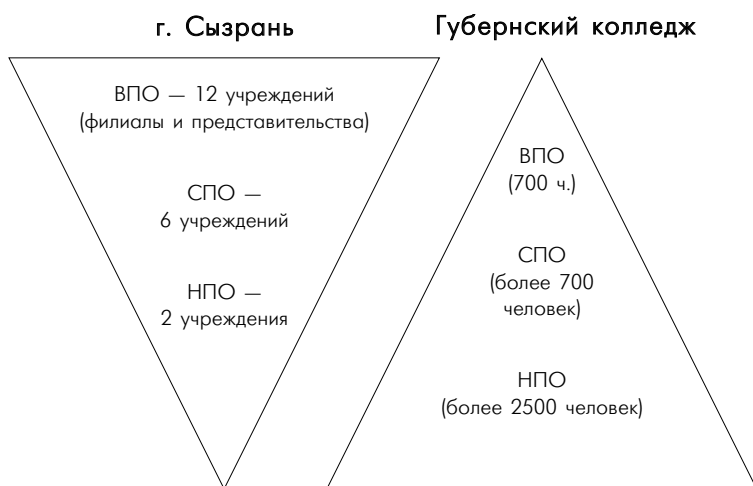 г. Сызрань
ВПО — 12 учреждений
(филиалы и представительства)
СПО —
6 учреждений
НПО —
2 учреждения
Губернский колледж
ВПО
(700 ч.)
СПО
(более 700
человек)
НПО
(более 2500 человек)